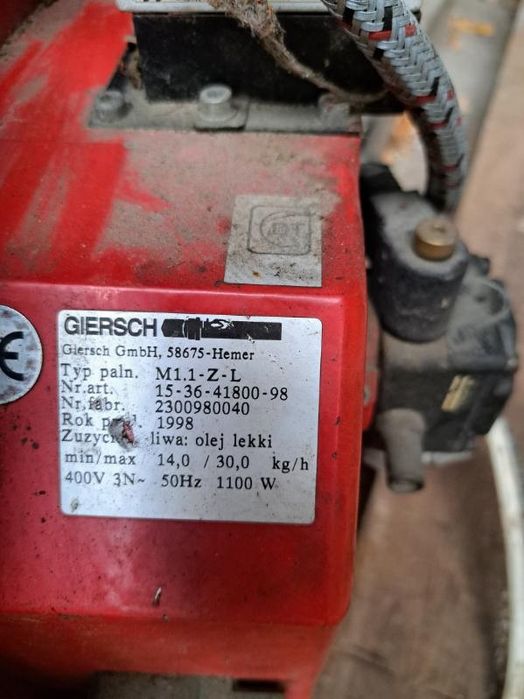 GIERSCH
Giersch GmbH, 58675-Hemer
Typ paln. M1.1-Z-L
Nr.art. 15-36-41800-98
Nr.fabr. 2300980040
Rok 1998
liwa: olej lekki
min/max 14,0 / 30,0 kg/h
400V 3N~ 50Hz 1100 W
CE